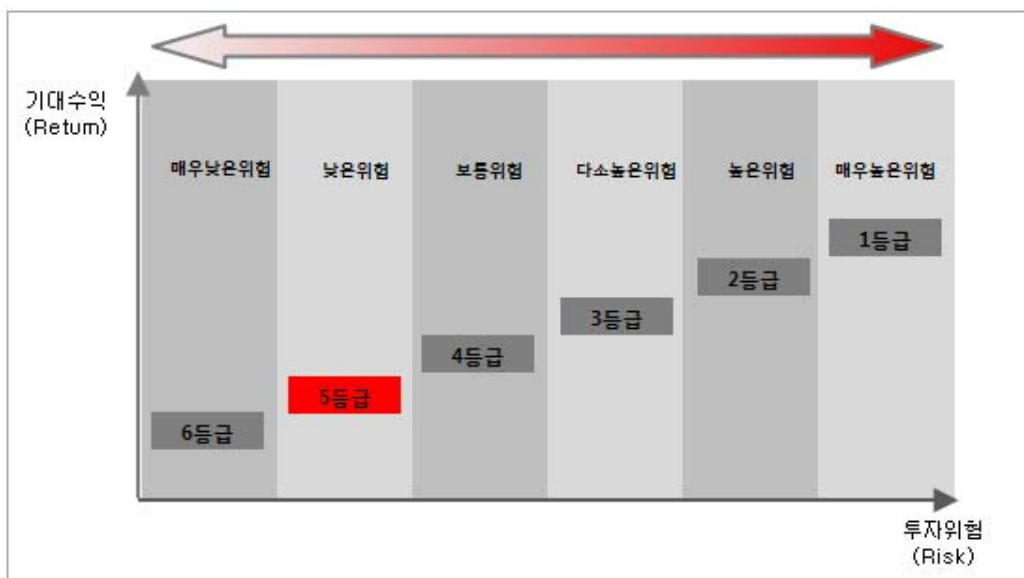 기대수익
(Retum)
매우낮은위험
낮은위험
보통위험
다소높은위험
높은위험
매우높은위험
1등급
2등급
3등급
4등급
5등급
6등급
투자위험
(Risk)